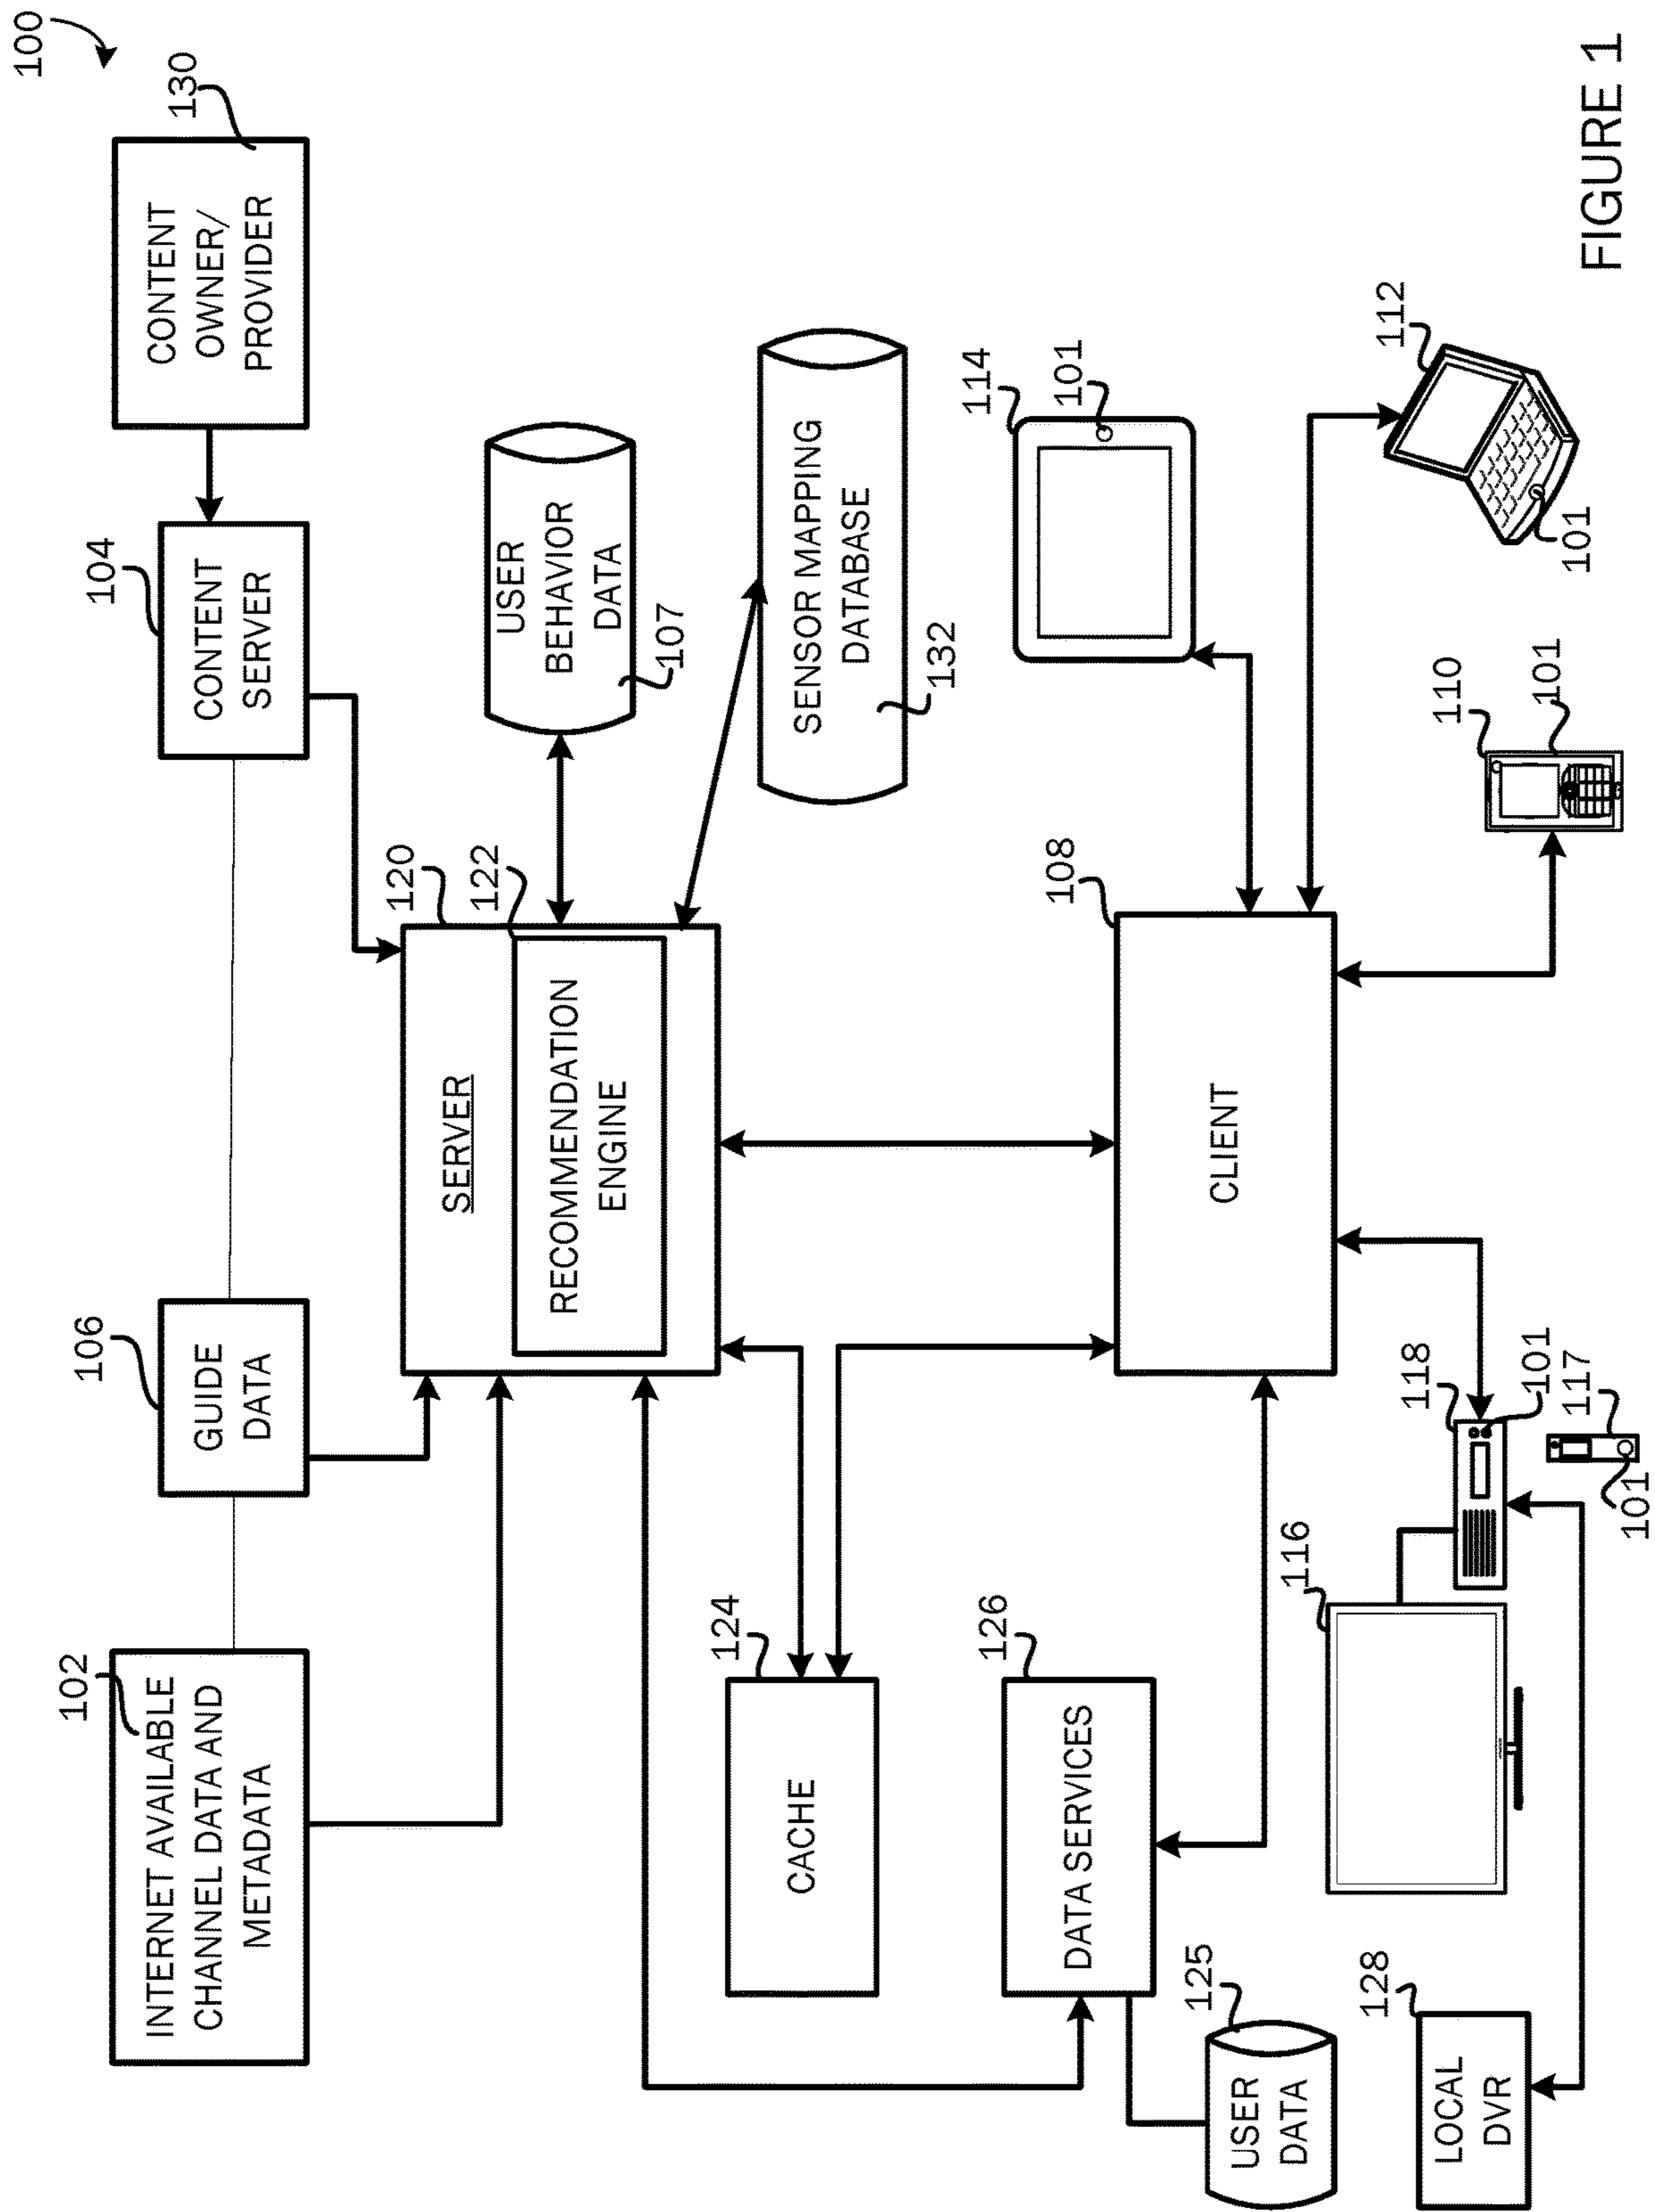 100
130
CONTENT
OWNER/
PROVIDER
104
CONTENT
SERVER
106
GUIDE
DATA
102
INTERNET AVAILABLE
CHANNEL DATA AND
METADATA
120
SERVER
122
RECOMMENDATION
ENGINE
USER
BEHAVIOR
DATA
107
SENSOR MAPPING
DATABASE
132
124
CACHE
126
DATA SERVICES
125
USER
DATA
108
CLIENT
114
101
112
101
110
101
118
101
117
101
116
128
LOCAL
DVR
FIGURE 1